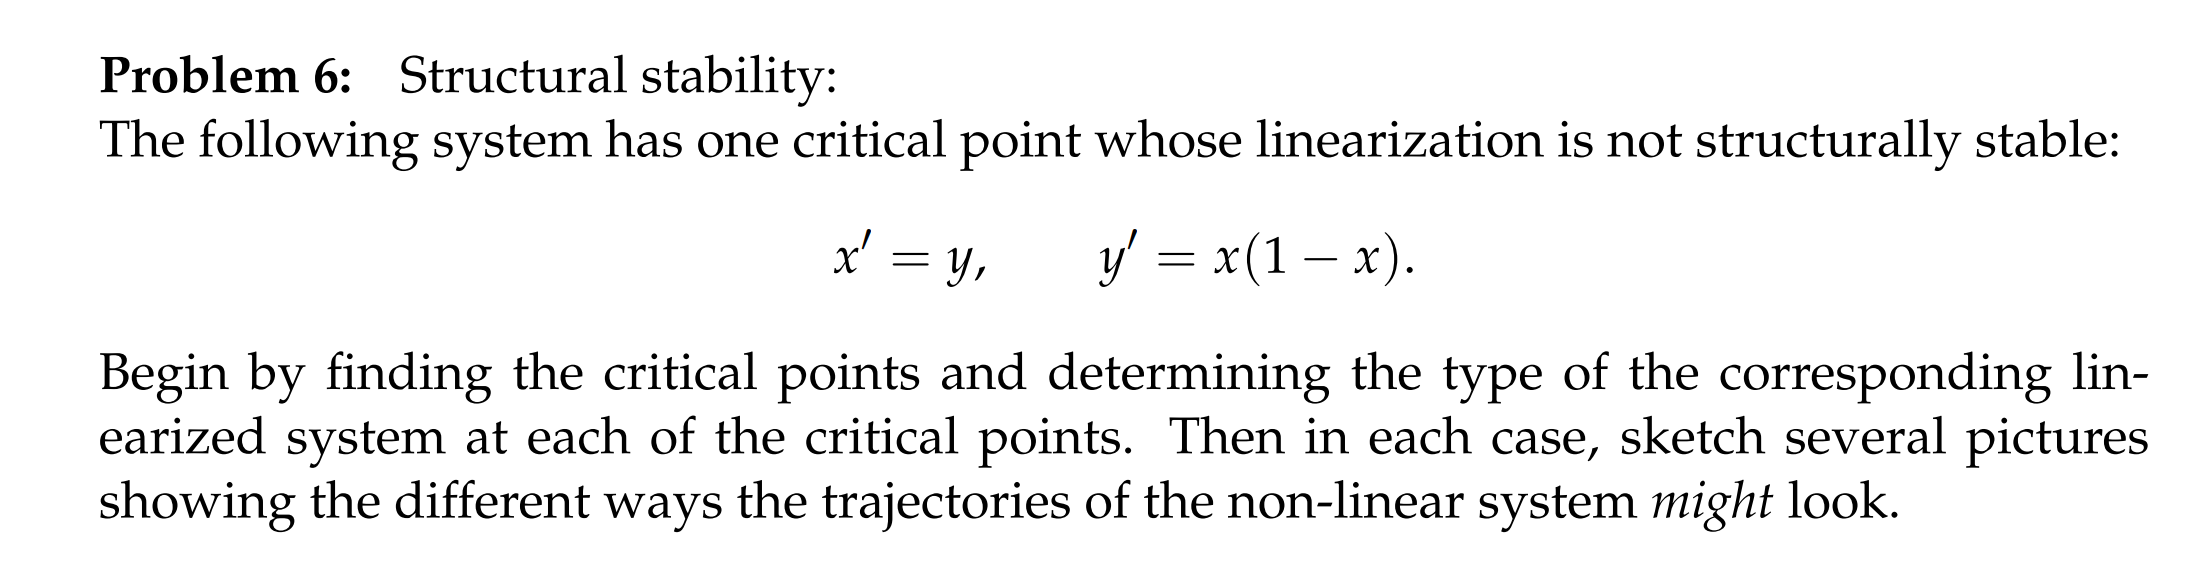 Problem 6: Structural stability:
The following system has one critical point whose linearization is not structurally stable:
x′ = y, y′ = x(1 − x).
Begin by finding the critical points and determining the type of the corresponding lin-
earized system at each of the critical points. Then in each case, sketch several pictures
showing the different ways the trajectories of the non-linear system might look.